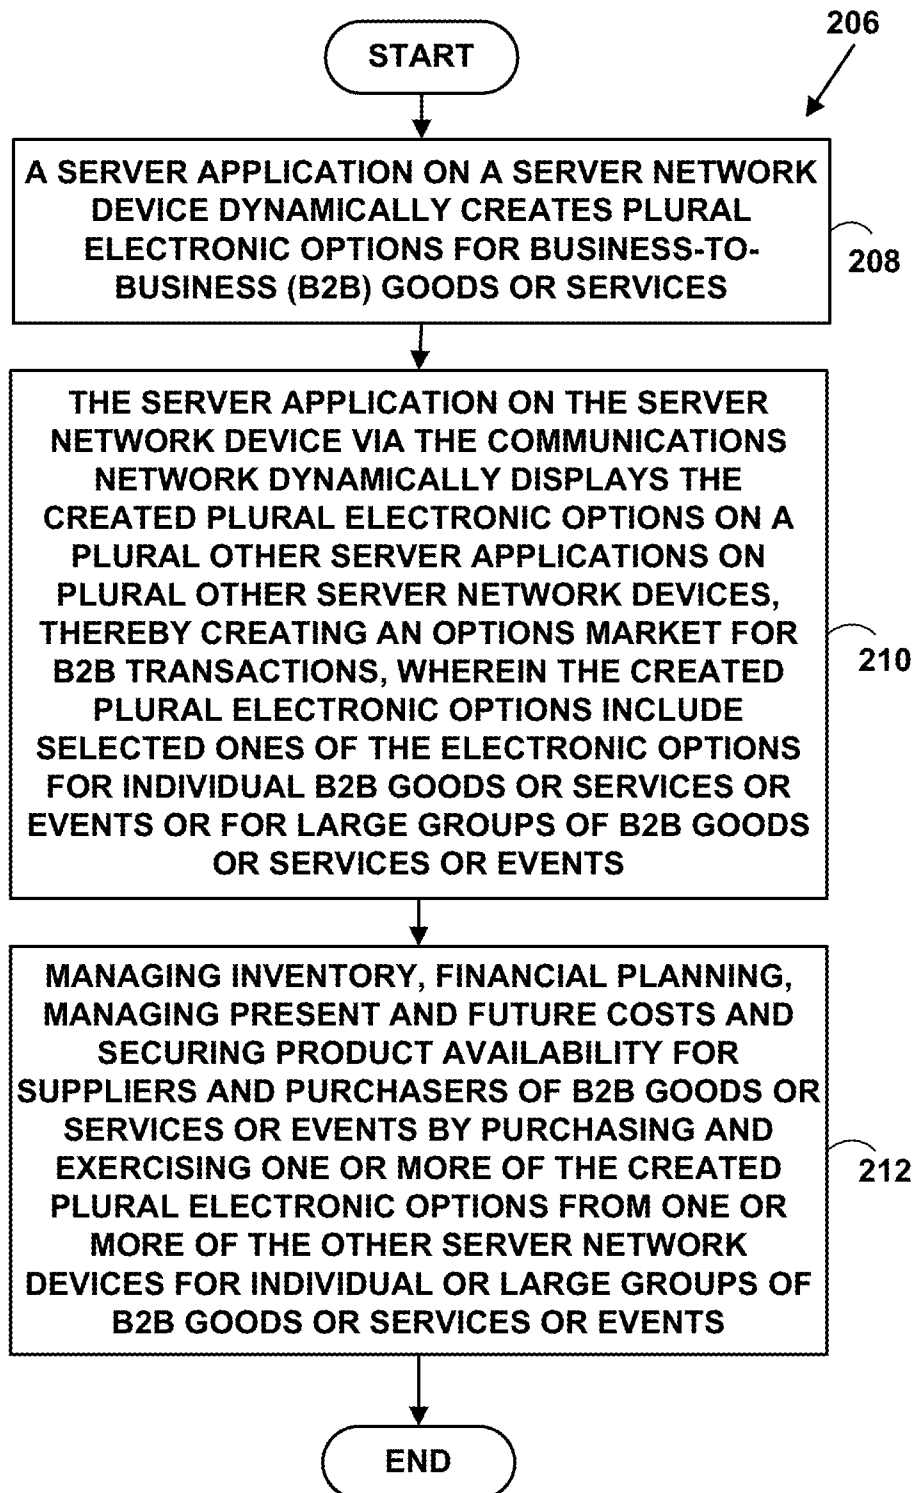 206
START
A SERVER APPLICATION ON A SERVER NETWORK
DEVICE DYNAMICALLY CREATES PLURAL
ELECTRONIC OPTIONS FOR BUSINESS-TO-
BUSINESS (B2B) GOODS OR SERVICES
208
THE SERVER APPLICATION ON THE SERVER
NETWORK DEVICE VIA THE COMMUNICATIONS
NETWORK DYNAMICALLY DISPLAYS THE
CREATED PLURAL ELECTRONIC OPTIONS ON A
PLURAL OTHER SERVER APPLICATIONS ON
PLURAL OTHER SERVER NETWORK DEVICES,
THEREBY CREATING AN OPTIONS MARKET FOR
B2B TRANSACTIONS, WHEREIN THE CREATED
PLURAL ELECTRONIC OPTIONS INCLUDE
SELECTED ONES OF THE ELECTRONIC OPTIONS
FOR INDIVIDUAL B2B GOODS OR SERVICES OR
EVENTS OR FOR LARGE GROUPS OF B2B GOODS
OR SERVICES OR EVENTS
210
MANAGING INVENTORY, FINANCIAL PLANNING,
MANAGING PRESENT AND FUTURE COSTS AND
SECURING PRODUCT AVAILABILITY FOR
SUPPLIERS AND PURCHASERS OF B2B GOODS OR
SERVICES OR EVENTS BY PURCHASING AND
EXERCISING ONE OR MORE OF THE CREATED
PLURAL ELECTRONIC OPTIONS FROM ONE OR
MORE OF THE OTHER SERVER NETWORK
DEVICES FOR INDIVIDUAL OR LARGE GROUPS OF
B2B GOODS OR SERVICES OR EVENTS
212
END